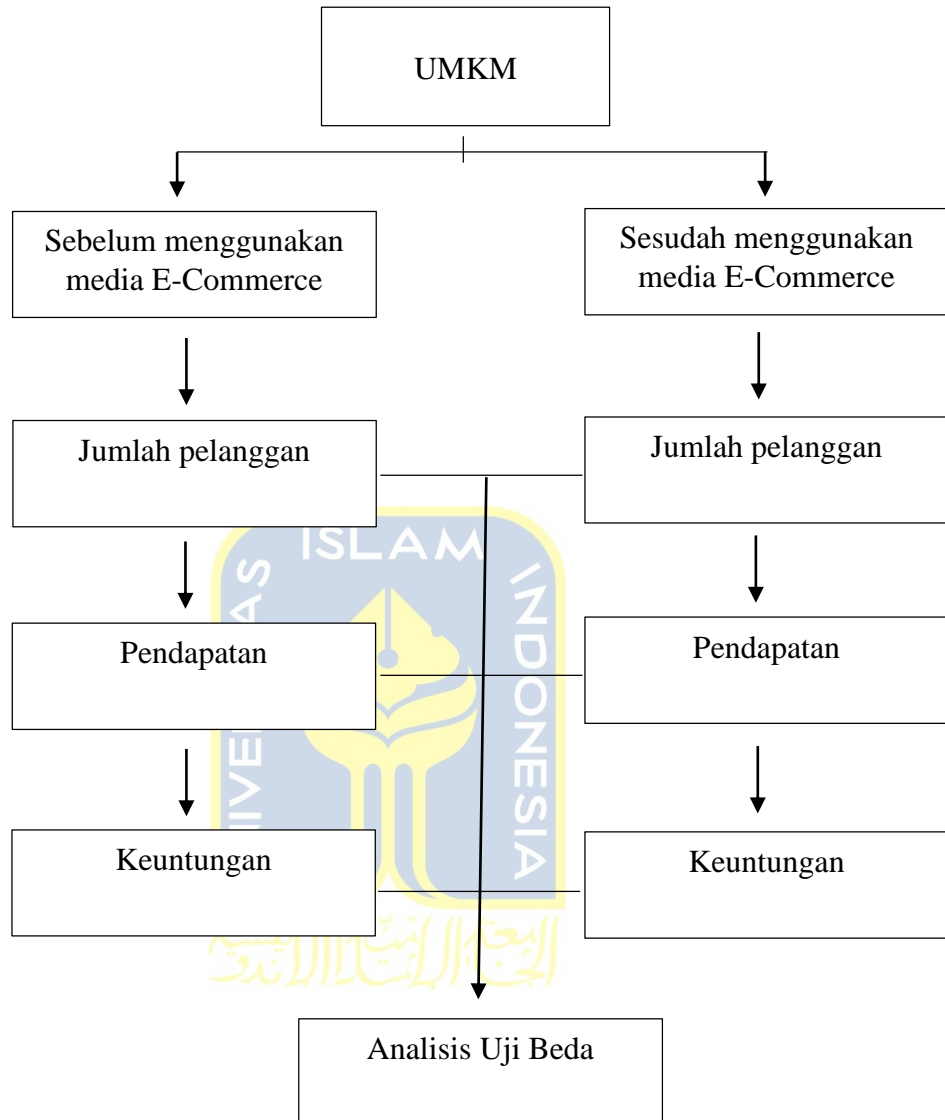 UMKM
Sebelum menggunakan
media E-Commerce
Sesudah menggunakan
media E-Commerce
Jumlah pelanggan
Jumlah pelanggan
ISLAM
INDONESIA
Pendapatan
Pendapatan
Keuntungan
Keuntungan
Analisis Uji Beda